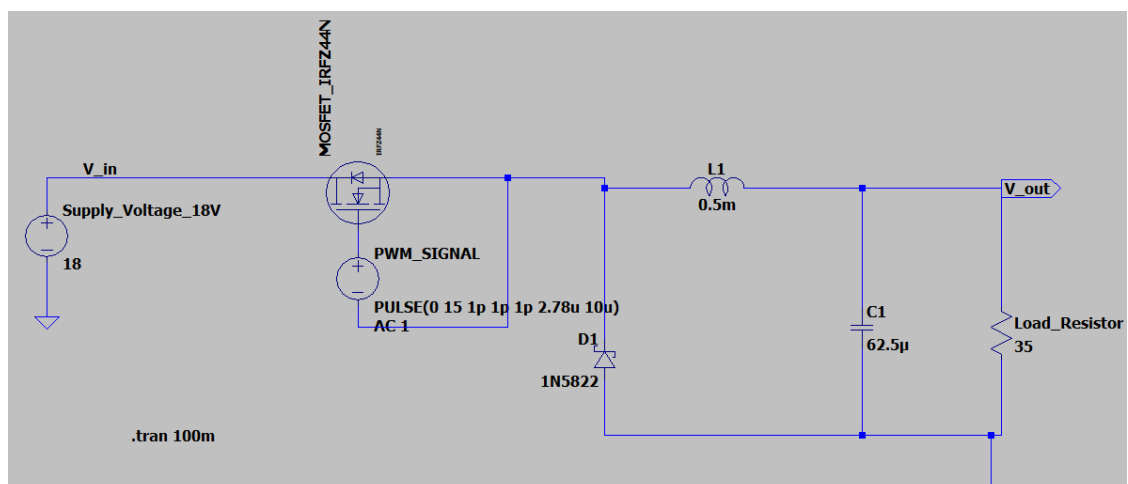 MOSFET_IRFZ44N
IRFZ44N
V_in
Supply_Voltage_18V
18
PWM_SIGNAL
PULSE(0 15 1p 1p 1p 2.78u 10u)
AC 1
L1
0.5m
V_out
D1
1N5822
C1
62.5µ
Load_Resistor
35
.tran 100m